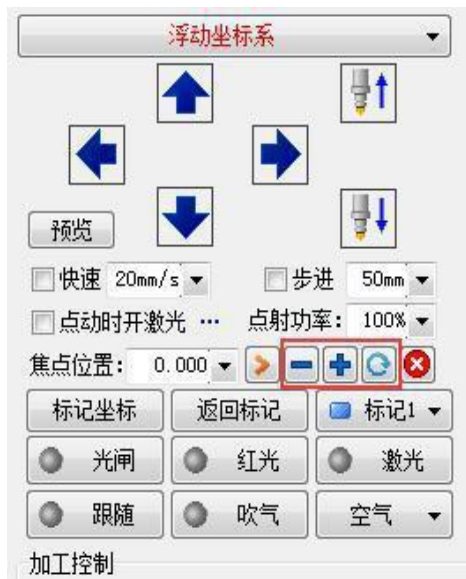 浮动坐标系
预览
快速 20mm/s 步进 50mm
点动时开激光 ··· 点射功率: 100%
焦点位置: 0.000
标记坐标 返回标记 标记1
光闸 红光 激光
跟随 吹气 空气
加工控制